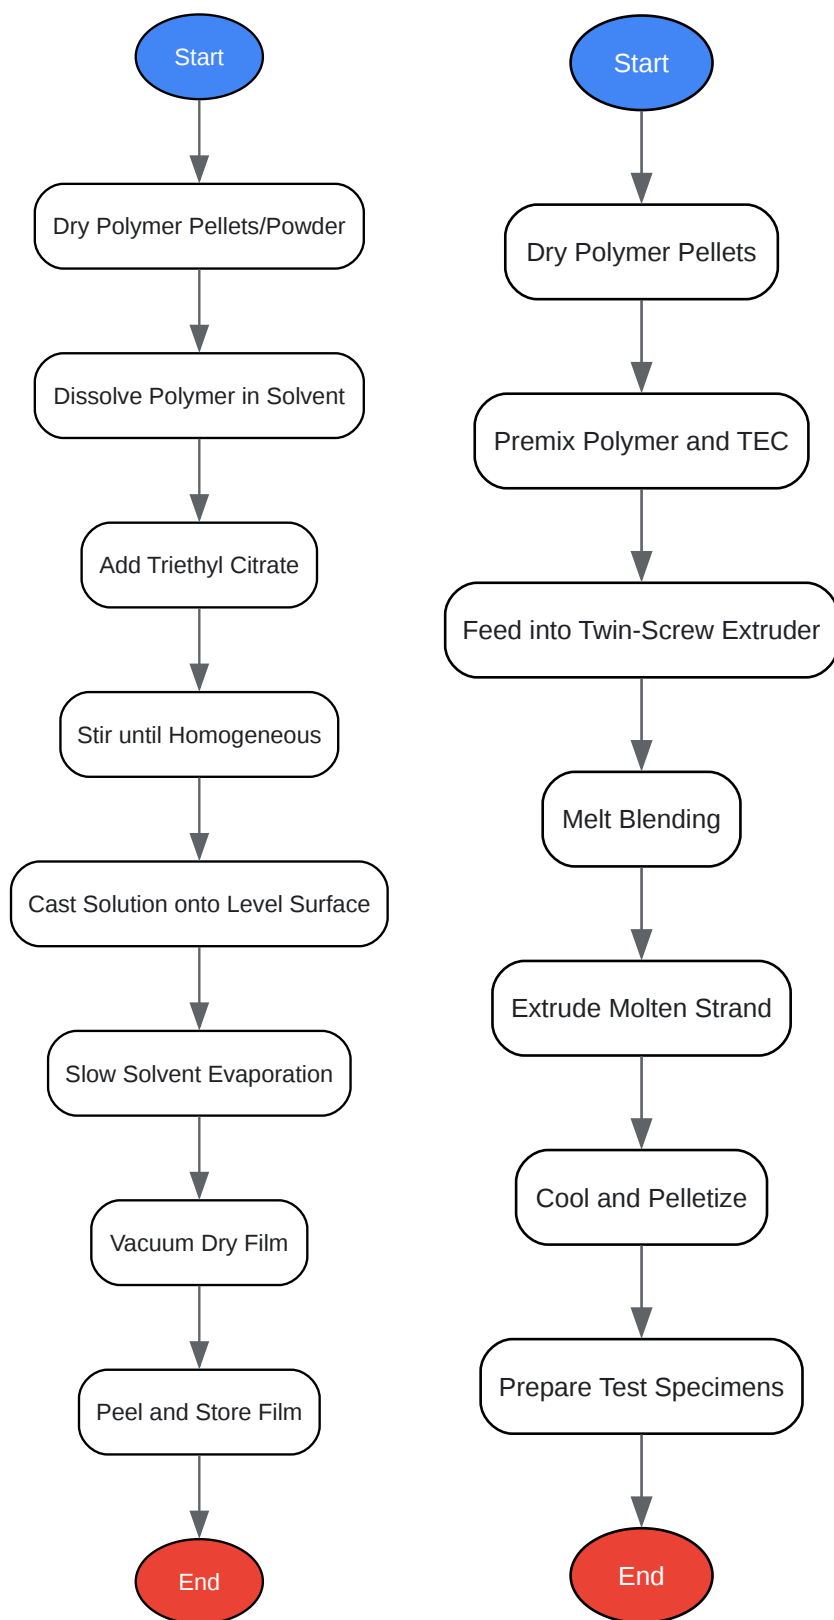 Start
Dry Polymer Pellets/Powder
Dissolve Polymer in Solvent
Add Triethyl Citrate
Stir until Homogeneous
Cast Solution onto Level Surface
Slow Solvent Evaporation
Vacuum Dry Film
Peel and Store Film
End
Start
Dry Polymer Pellets
Premix Polymer and TEC
Feed into Twin-Screw Extruder
Melt Blending
Extrude Molten Strand
Cool and Pelletize
Prepare Test Specimens
End